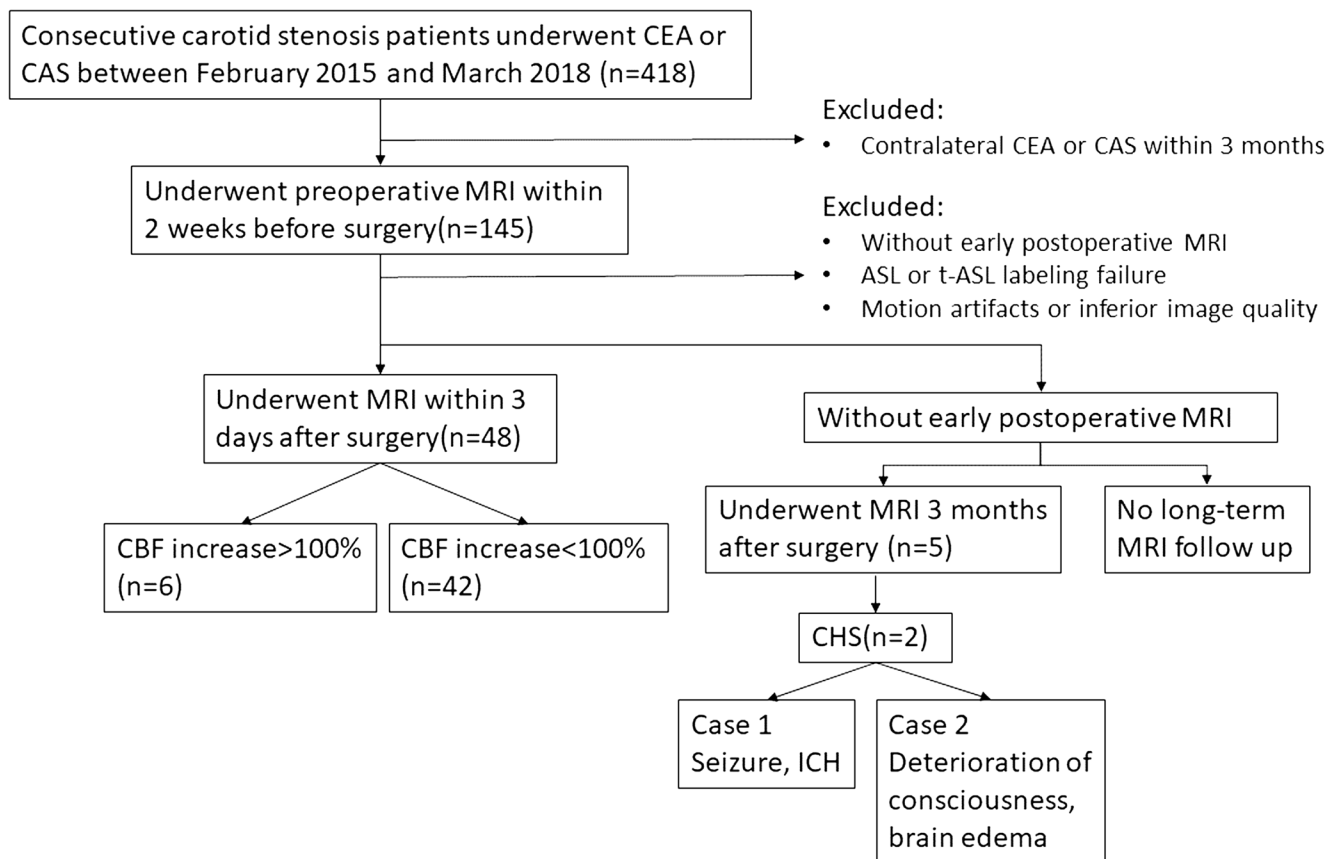 Consecutive carotid stenosis patients underwent CEA or
CAS between February 2015 and March 2018 (n=418)
Excluded:
• Contralateral CEA or CAS within 3 months
Underwent preoperative MRI within
2 weeks before surgery(n=145)
Excluded:
• Without early postoperative MRI
• ASL or t-ASL labeling failure
• Motion artifacts or inferior image quality
Underwent MRI within 3
days after surgery(n=48)
Without early postoperative MRI
CBF increase>100%
(n=6)
CBF increase<100%
(n=42)
Underwent MRI 3 months
after surgery (n=5)
No long-term
MRI follow up
CHS(n=2)
Case 1
Seizure, ICH
Case 2
Deterioration of
consciousness,
brain edema